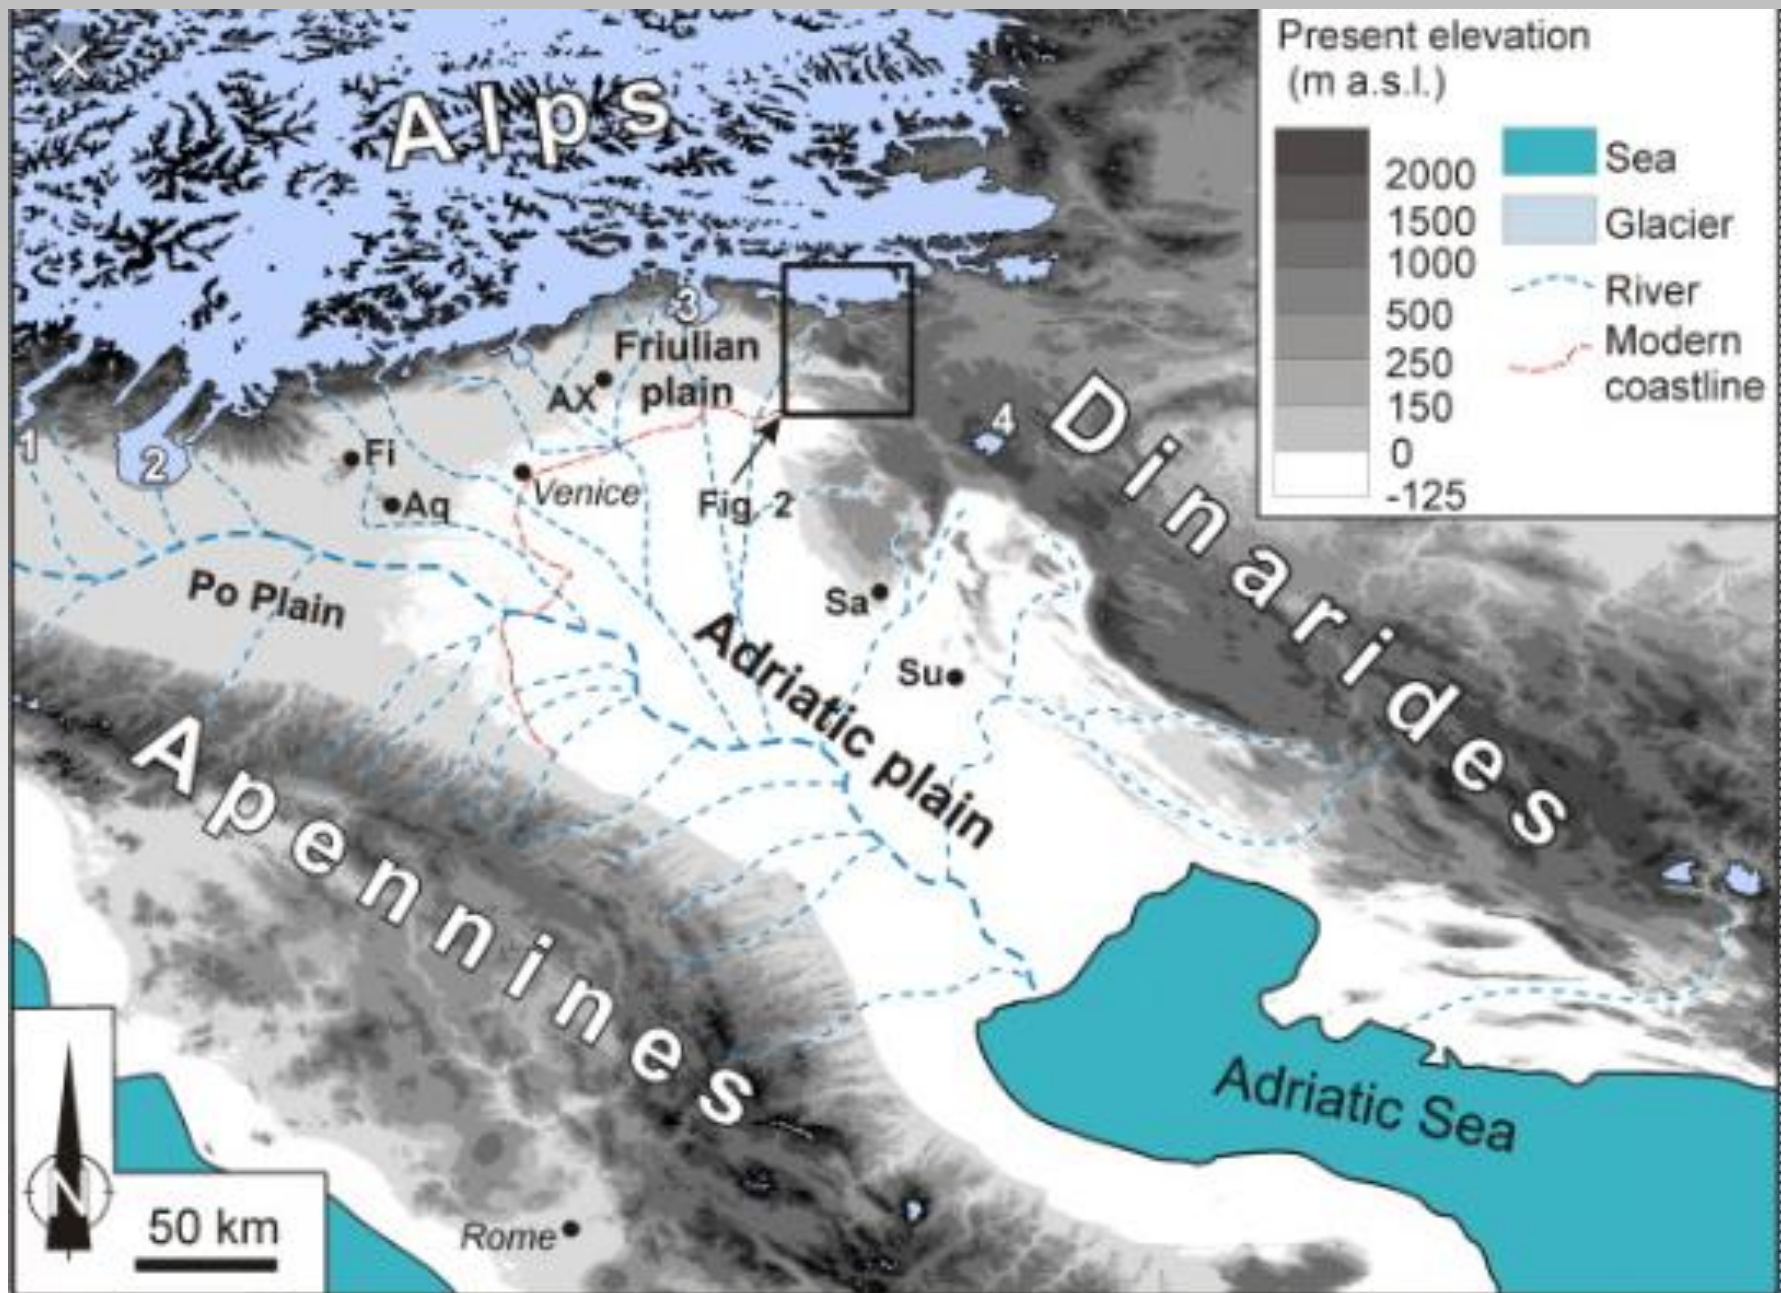 Present elevation
(m a.s.l.)
2000
1500
1000
500
250
150
0
-125
Sea
Glacier
River
Modern
coastline
Alps
3
Friulian
plain
AX
1
2
Fi
Aq
Venice
Fig. 2
4
Dinarides
Po Plain
Sa
Su
Adriatic plain
Apennines
Adriatic Sea
N
50 km
Rome